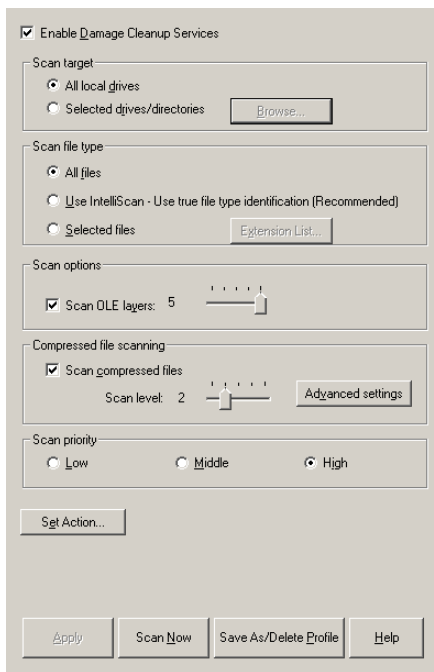 Enable Damage Cleanup Services
Scan target
All local drives
Selected drives/directories Browse...
Scan file type
All files
Use IntelliScan - Use true file type identification (Recommended)
Selected files Extension List...
Scan options
Scan OLE layers: 5
Compressed file scanning
Scan compressed files
Scan level: 2 Advanced settings
Scan priority
Low Middle High
Set Action...
Apply Scan Now Save As/Delete Profile Help